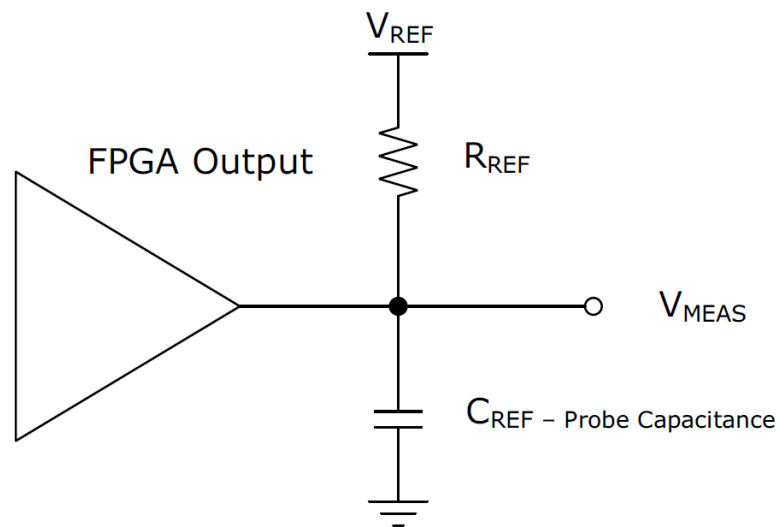 VREF
FPGA Output
RREF
VMEAS
CREF – Probe Capacitance